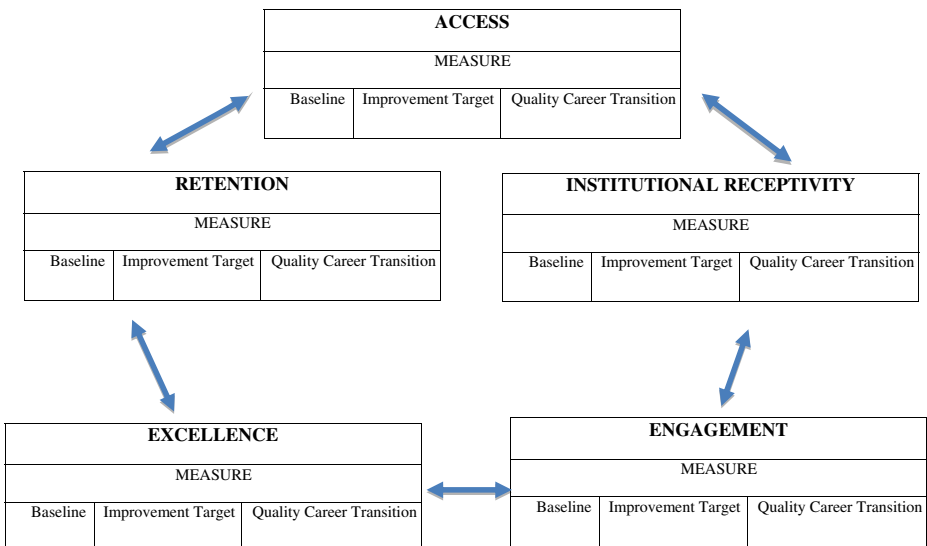 ACCESS
MEASURE
Baseline Improvement Target Quality Career Transition
RETENTION
MEASURE
Baseline Improvement Target Quality Career Transition
INSTITUTIONAL RECEPTIVITY
MEASURE
Baseline Improvement Target Quality Career Transition
EXCELLENCE
MEASURE
Baseline Improvement Target Quality Career Transition
ENGAGEMENT
MEASURE
Baseline Improvement Target Quality Career Transition